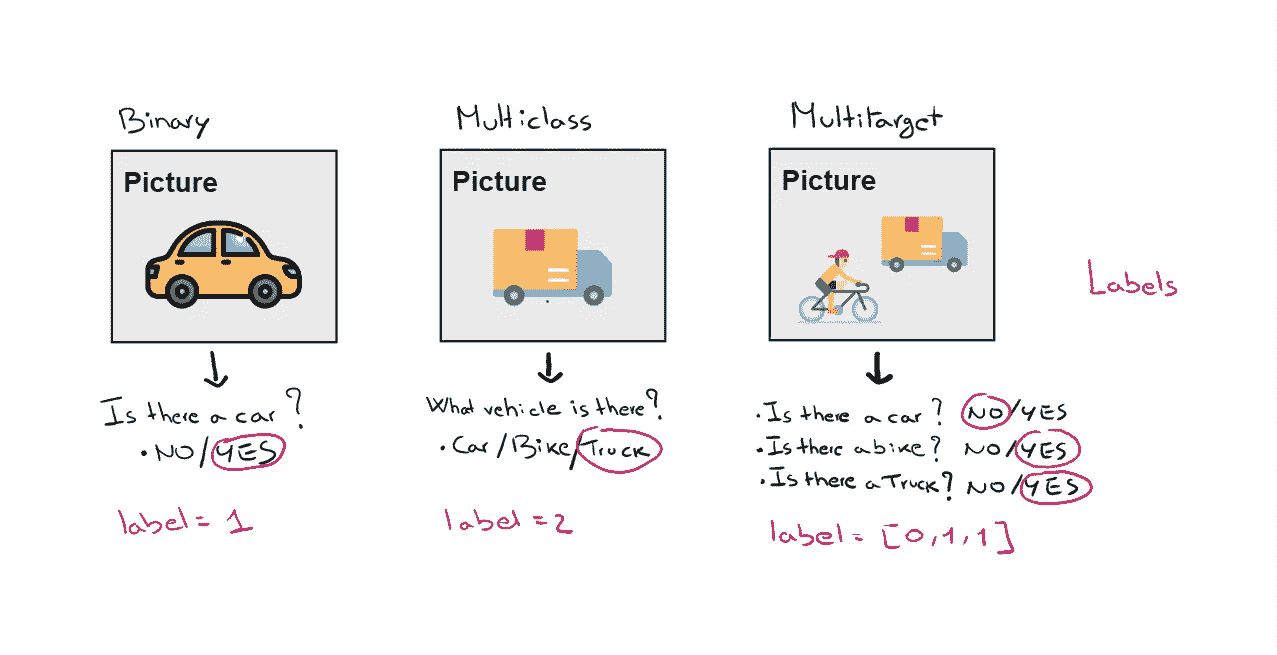 Binary
Picture
Is there a car?
• NO/YES
label = 1
Multiclass
Picture
What vehicle is there?
• Car/Bike/Truck
label = 2
Multitarget
Picture
• Is there a car? NO/YES
• Is there a bike? NO/YES
• Is there a Truck? NO/YES
label = [0,1,1]
Labels